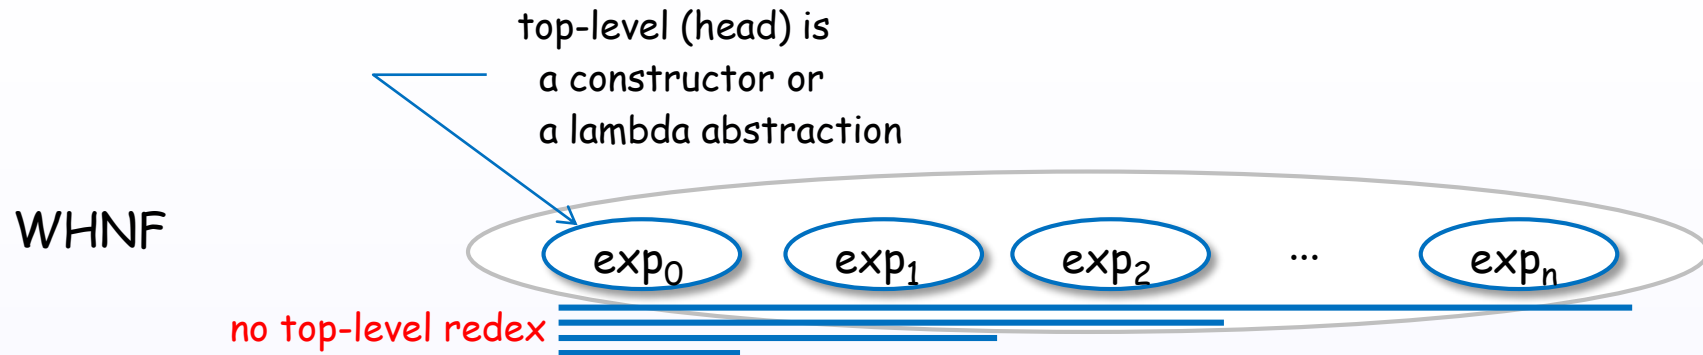 top-level (head) is
a constructor or
a lambda abstraction
WHNF
exp₀ exp₁ exp₂ ... expₙ
no top-level redex